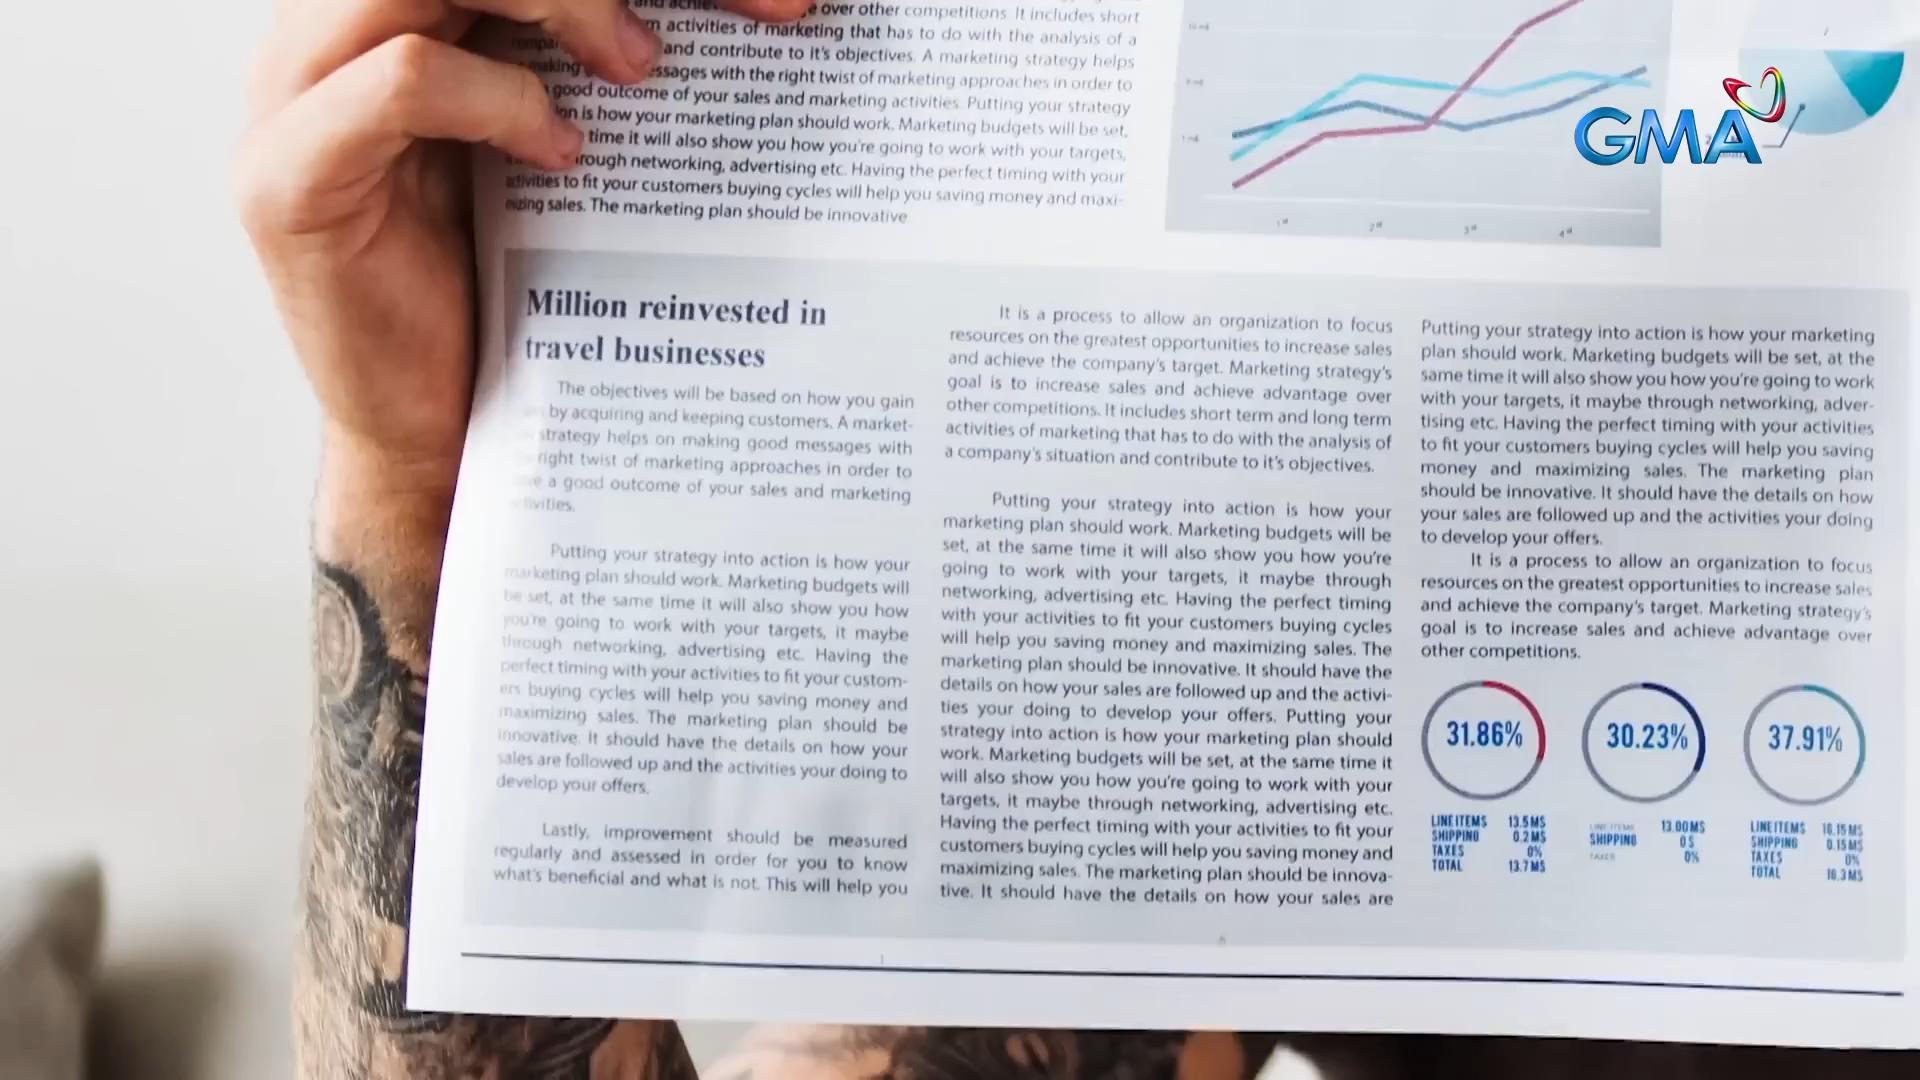 over other competitions. It includes short
activities of marketing that has to do with the analysis of a
and contribute to it's objectives. A marketing strategy helps
making messages with the right twist of marketing approaches in order to
good outcome of your sales and marketing activities. Putting your strategy
is how your marketing plan should work. Marketing budgets will be set,
time it will also show you how you're going to work with your targets,
through networking, advertising etc. Having the perfect timing with your
activities to fit your customers buying cycles will help you saving money and maxi-
mizing sales. The marketing plan should be innovative
1st 2nd 3rd 4th
GMA
Million reinvested in
travel businesses
The objectives will be based on how you gain
by acquiring and keeping customers. A market-
strategy helps on making good messages with
right twist of marketing approaches in order to
a good outcome of your sales and marketing
Putting your strategy into action is how your
marketing plan should work. Marketing budgets will
be set, at the same time it will also show you how
you're going to work with your targets, it maybe
through networking, advertising etc. Having the
perfect timing with your activities to fit your custom-
ers buying cycles will help you saving money and
maximizing sales. The marketing plan should be
innovative. It should have the details on how your
sales are followed up and the activities your doing to
develop your offers.
Lastly, improvement should be measured
regularly and assessed in order for you to know
what's beneficial and what is not. This will help you
It is a process to allow an organization to focus
resources on the greatest opportunities to increase sales
and achieve the company's target. Marketing strategy's
goal is to increase sales and achieve advantage over
other competitions. It includes short term and long term
activities of marketing that has to do with the analysis of
a company's situation and contribute to it's objectives.
Putting your strategy into action is how your
marketing plan should work. Marketing budgets will be
set, at the same time it will also show you how you're
going to work with your targets, it maybe through
networking, advertising etc. Having the perfect timing
with your activities to fit your customers buying cycles
will help you saving money and maximizing sales. The
marketing plan should be innovative. It should have the
details on how your sales are followed up and the activi-
ties your doing to develop your offers. Putting your
strategy into action is how your marketing plan should
work. Marketing budgets will be set, at the same time it
will also show you how you're going to work with your
targets, it maybe through networking, advertising etc.
Having the perfect timing with your activities to fit your
customers buying cycles will help you saving money and
maximizing sales. The marketing plan should be innova-
tive. It should have the details on how your sales are
Putting your strategy into action is how your marketing
plan should work. Marketing budgets will be set, at the
same time it will also show you how you're going to work
with your targets, it maybe through networking, adver-
tising etc. Having the perfect timing with your activities
to fit your customers buying cycles will help you saving
money and maximizing sales. The marketing plan
should be innovative. It should have the details on how
your sales are followed up and the activities your doing
to develop your offers.
It is a process to allow an organization to focus
resources on the greatest opportunities to increase sales
and achieve the company's target. Marketing strategy's
goal is to increase sales and achieve advantage over
other competitions.
31.86% 30.23% 37.91%
LINE ITEMS 13.5M$
SHIPPING 0.2M$
TAXES 0%
TOTAL 13.7M$
LINE ITEMS 13.00M$
SHIPPING 0$
TAXES 0%
LINE ITEMS 16.15M$
SHIPPING 0.15M$
TAXES 0%
TOTAL 16.3M$